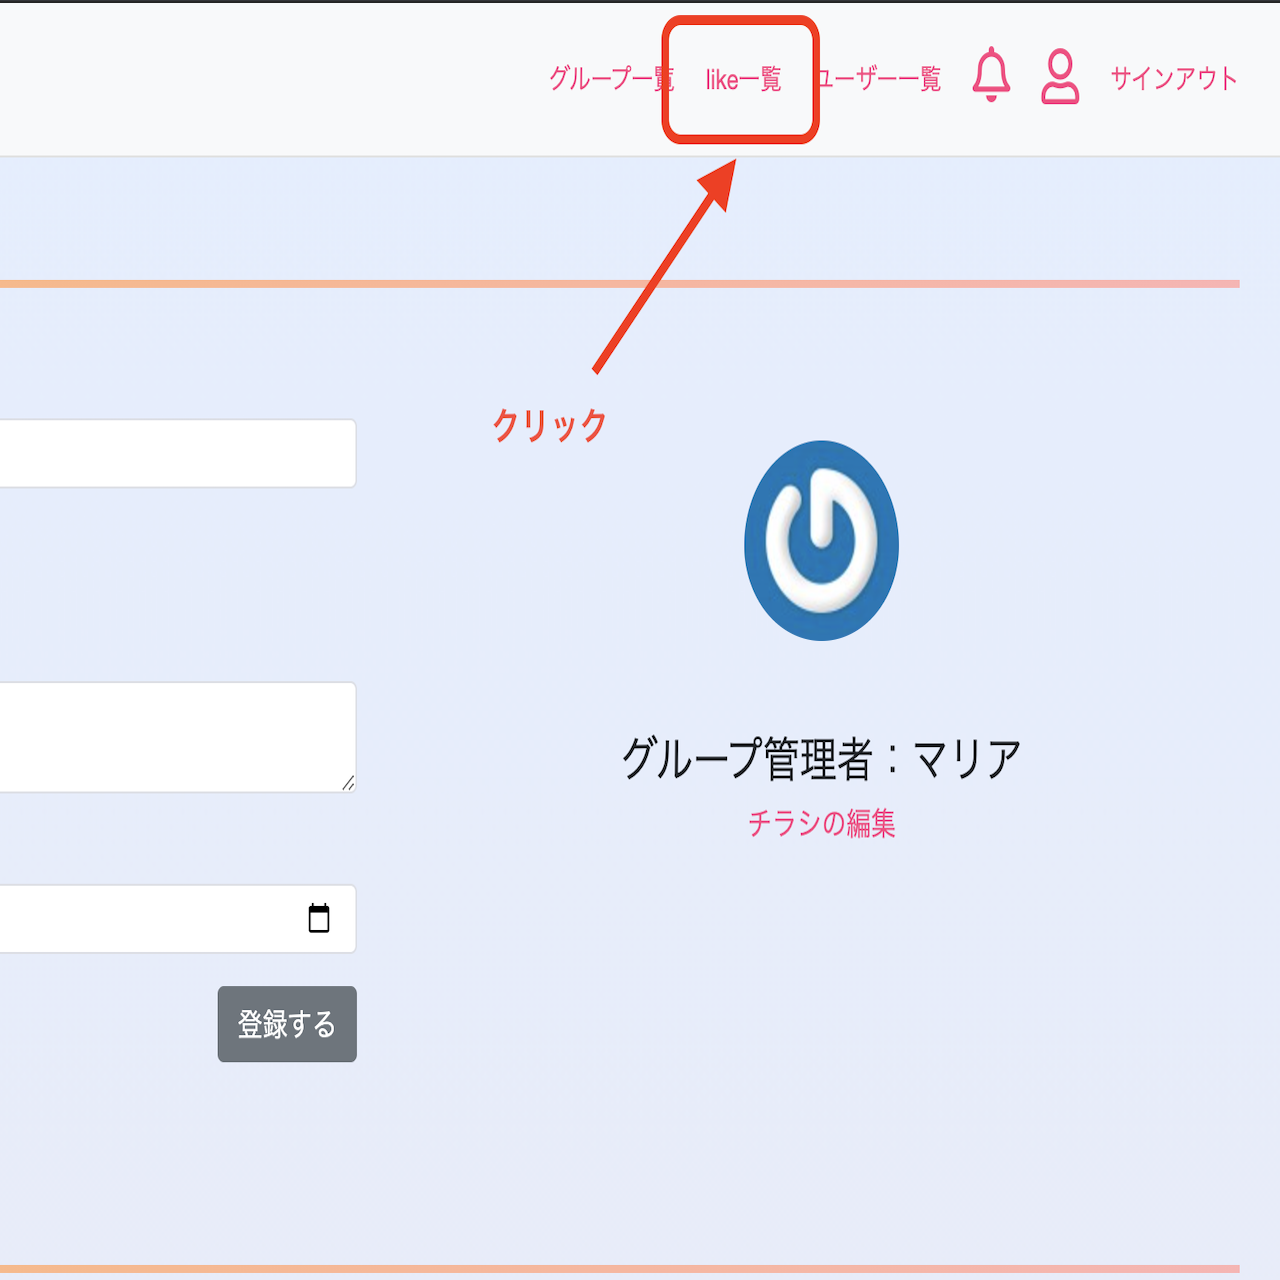 グループ一覧 like一覧 ユーザー一覧 サインアウト
クリック
グループ管理者：マリア
チラシの編集
登録する